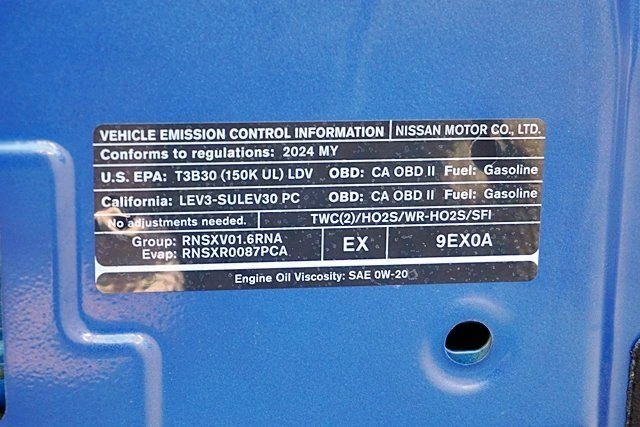 VEHICLE EMISSION CONTROL INFORMATION NISSAN MOTOR CO., LTD.
Conforms to regulations: 2024 MY
U.S. EPA: T3B30 (150K UL) LDV OBD: CA OBD II Fuel: Gasoline
California: LEV3-SULEV30 PC OBD: CA OBD II Fuel: Gasoline
No adjustments needed. TWC(2)/HO2S/WR-HO2S/SFI
Group: RNSXV01.6RNA EX 9EX0A
Evap: RNSXR0087PCA
Engine Oil Viscosity: SAE 0W-20